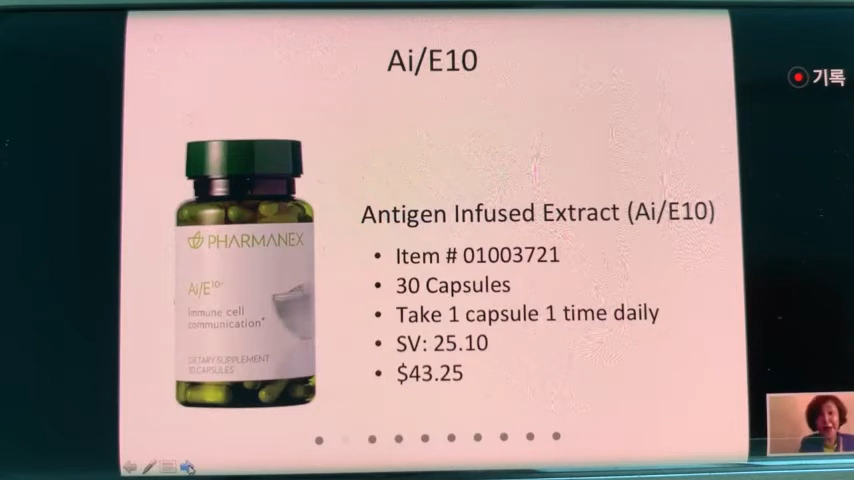 Ai/E10
기록
PHARMANEX
Ai/E10
Immune cell
communication*
DIETARY SUPPLEMENT
CAPSULES
Antigen Infused Extract (Ai/E10)
• Item # 01003721
• 30 Capsules
• Take 1 capsule 1 time daily
• SV: 25.10
• $43.25